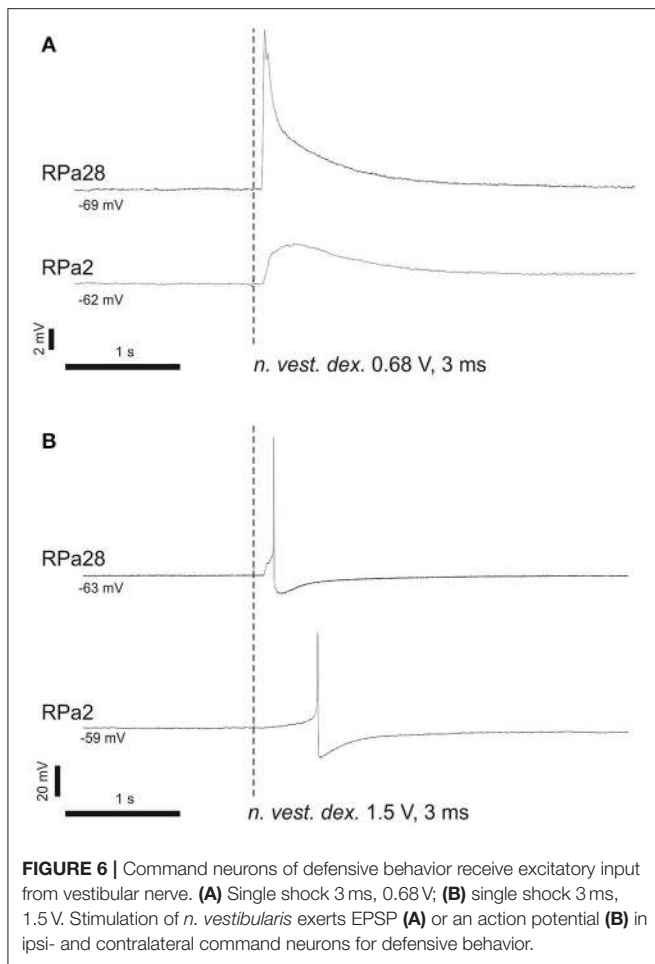 A
RPa28
-69 mV
RPa2
-62 mV
2 mV
1 s
n. vest. dex. 0.68 V, 3 ms
B
RPa28
-63 mV
RPa2
-59 mV
20 mV
1 s
n. vest. dex. 1.5 V, 3 ms
FIGURE 6 | Command neurons of defensive behavior receive excitatory input
from vestibular nerve. (A) Single shock 3 ms, 0.68 V; (B) single shock 3 ms,
1.5 V. Stimulation of n. vestibularis exerts EPSP (A) or an action potential (B) in
ipsi- and contralateral command neurons for defensive behavior.